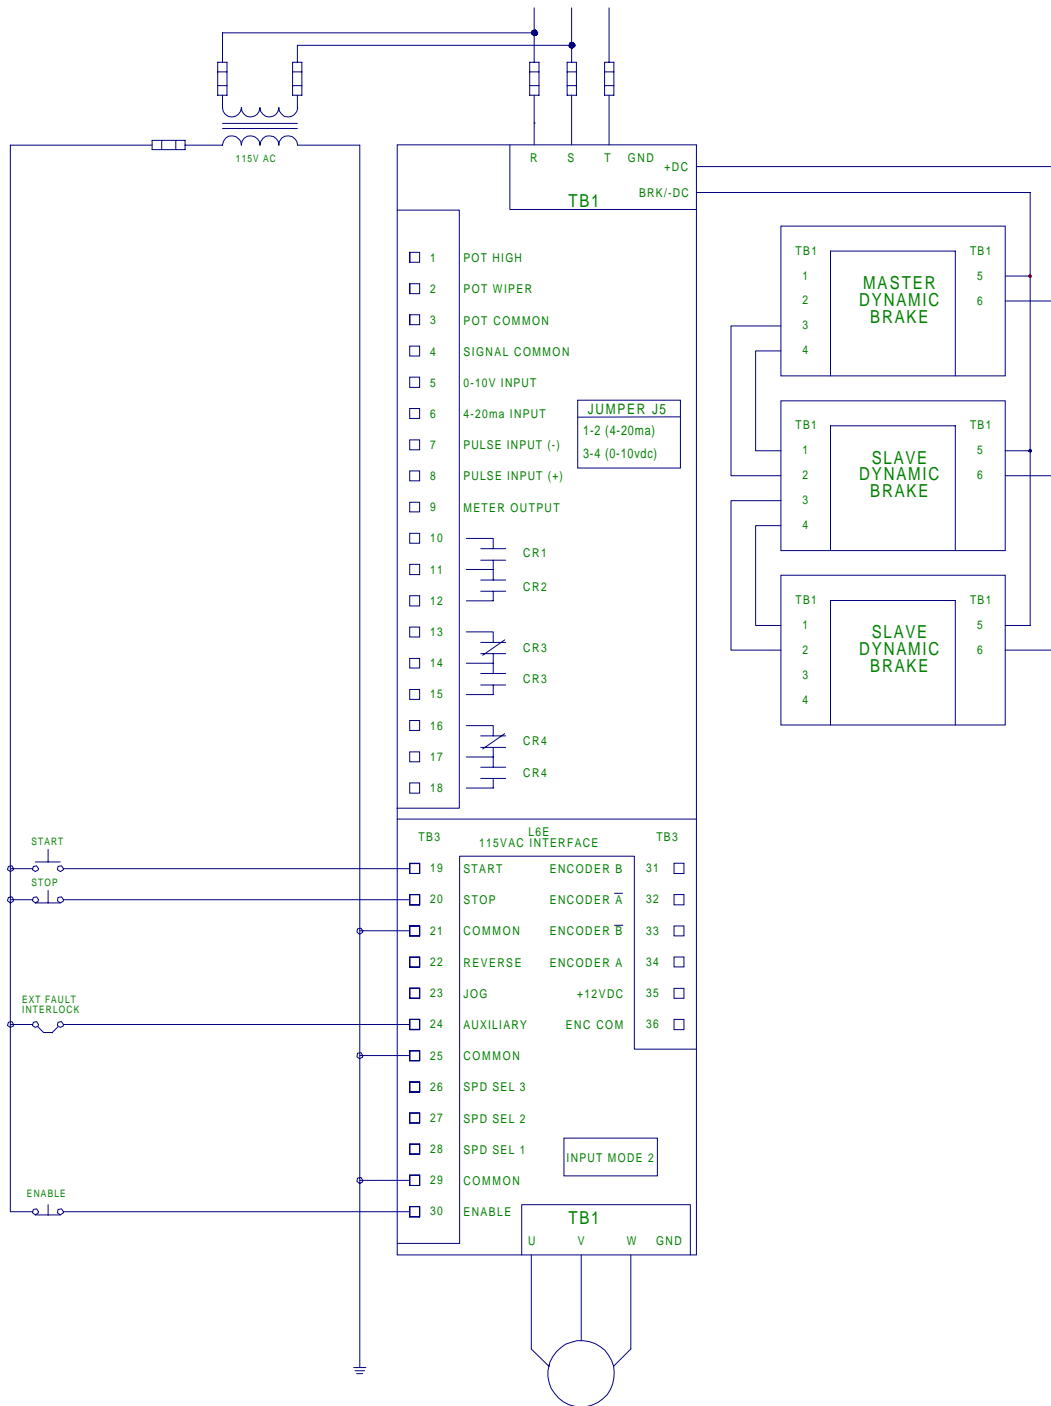 115V AC
R S T GND
+DC
BRK/-DC
TB1
1 POT HIGH
2 POT WIPER
3 POT COMMON
4 SIGNAL COMMON
5 0-10V INPUT
6 4-20ma INPUT
7 PULSE INPUT (-)
8 PULSE INPUT (+)
9 METER OUTPUT
10
11
12
13
14
15
16
17
18
CR1
CR2
CR3
CR3
CR4
CR4
JUMPER J5
1-2 (4-20ma)
3-4 (0-10vdc)
TB1 TB1
1 5
2 6
3
4
MASTER
DYNAMIC
BRAKE
TB1 TB1
1 5
2 6
3
4
SLAVE
DYNAMIC
BRAKE
TB1 TB1
1 5
2 6
3
4
SLAVE
DYNAMIC
BRAKE
TB3 L6E TB3
115VAC INTERFACE
START
STOP
EXT FAULT
INTERLOCK
ENABLE
19 START ENCODER B 31
20 STOP ENCODER A̅ 32
21 COMMON ENCODER B̅ 33
22 REVERSE ENCODER A 34
23 JOG +12VDC 35
24 AUXILIARY ENC COM 36
25 COMMON
26 SPD SEL 3
27 SPD SEL 2
28 SPD SEL 1
29 COMMON
30 ENABLE
INPUT MODE 2
TB1
U V W GND